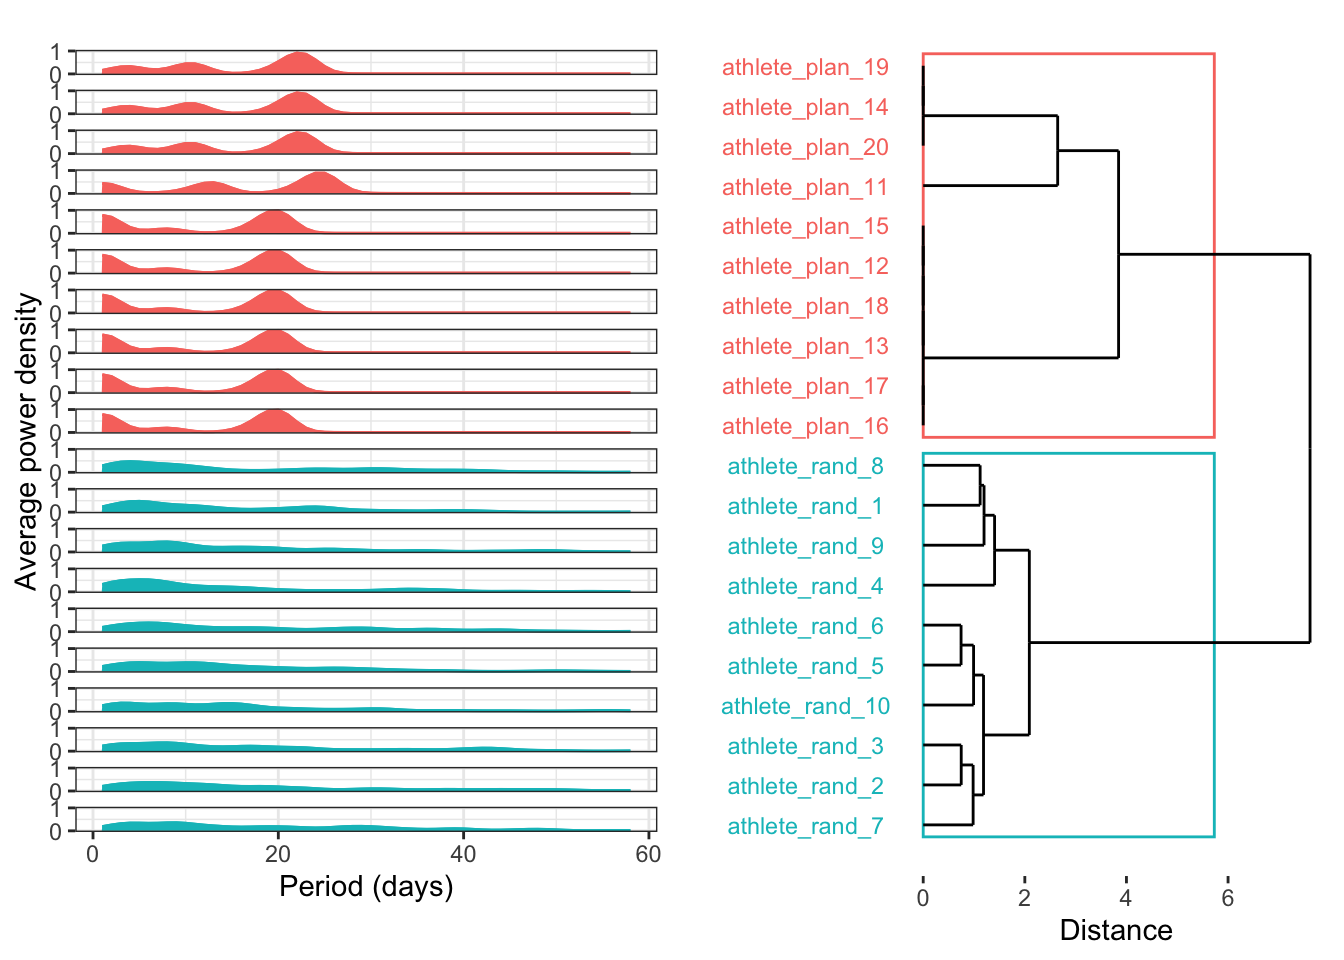 Average power density
1
0
1
0
1
0
1
0
1
0
1
0
1
0
1
0
1
0
1
0
1
0
1
0
1
0
1
0
1
0
1
0
1
0
1
0
1
0
1
0
0 20 40 60
Period (days)
athlete_plan_19
athlete_plan_14
athlete_plan_20
athlete_plan_11
athlete_plan_15
athlete_plan_12
athlete_plan_18
athlete_plan_13
athlete_plan_17
athlete_plan_16
athlete_rand_8
athlete_rand_1
athlete_rand_9
athlete_rand_4
athlete_rand_6
athlete_rand_5
athlete_rand_10
athlete_rand_3
athlete_rand_2
athlete_rand_7
0 2 4 6
Distance